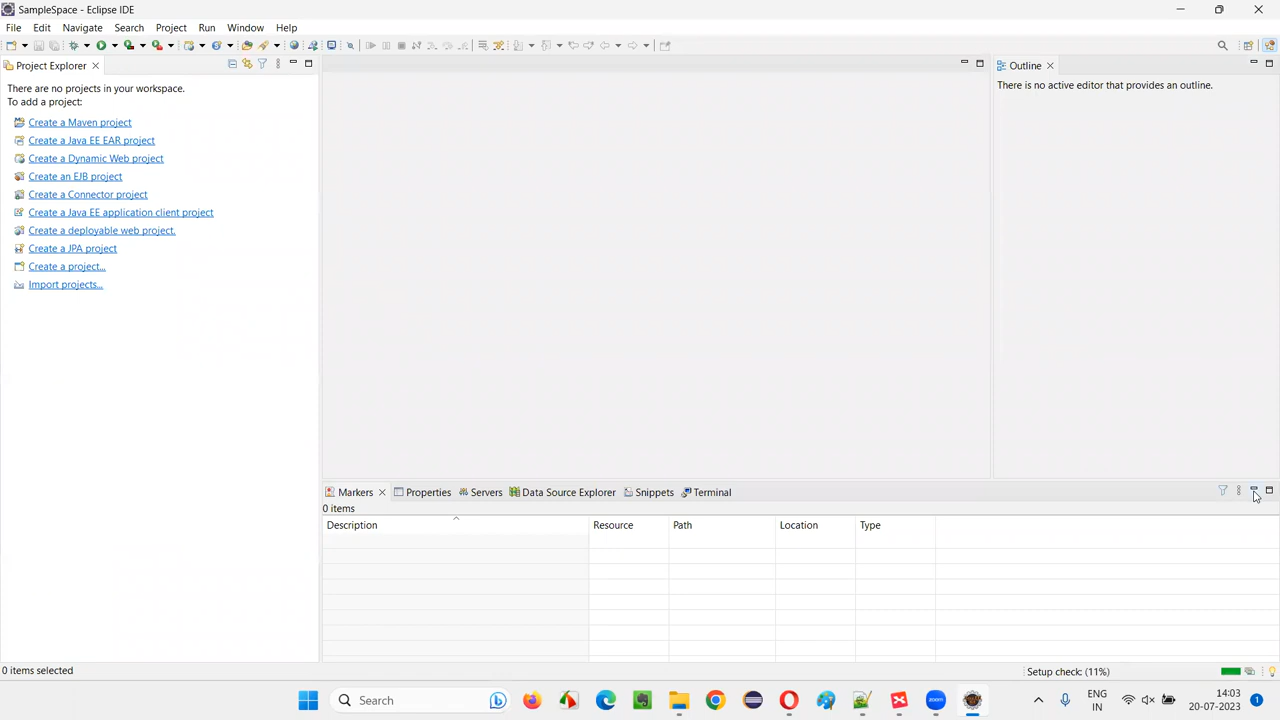 SampleSpace - Eclipse IDE
File Edit Navigate Search Project Run Window Help
Project Explorer
Outline
There are no projects in your workspace.
To add a project:
There is no active editor that provides an outline.
Create a Maven project
Create a Java EE EAR project
Create a Dynamic Web project
Create an EJB project
Create a Connector project
Create a Java EE application client project
Create a deployable web project.
Create a JPA project
Create a project...
Import projects...
Markers Properties Servers Data Source Explorer Snippets Terminal
0 items
Description Resource Path Location Type
0 items selected
Setup check: (11%)
Search
zoom
ENG
IN
14:03
20-07-2023
1